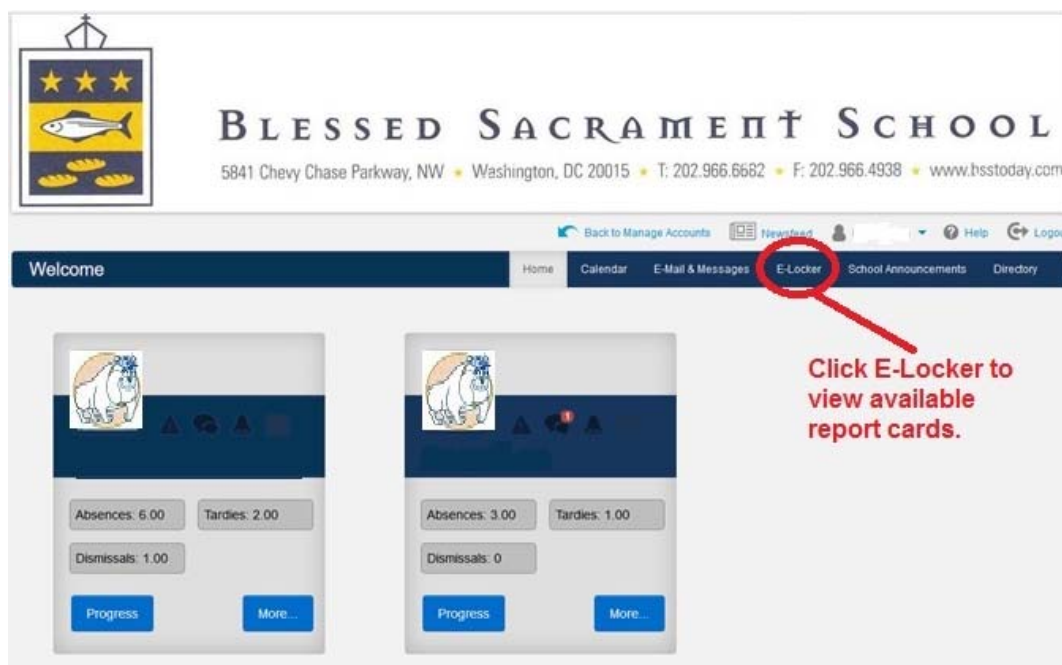 BLESSED SACRAMENT SCHOOL
5841 Chevy Chase Parkway, NW ★ Washington, DC 20015 ★ T: 202.966.6682 ★ F: 202.966.4938 ★ www.hsstoday.com
Back to Manage Accounts Newsfeed Help Logou
Welcome Home Calendar E-Mail & Messages E-Locker School Announcements Directory
Click E-Locker to
view available
report cards.
1
Absences: 6.00 Tardies: 2.00 Absences: 3.00 Tardies: 1.00
Dismissals: 1.00 Dismissals: 0
Progress More... Progress More...